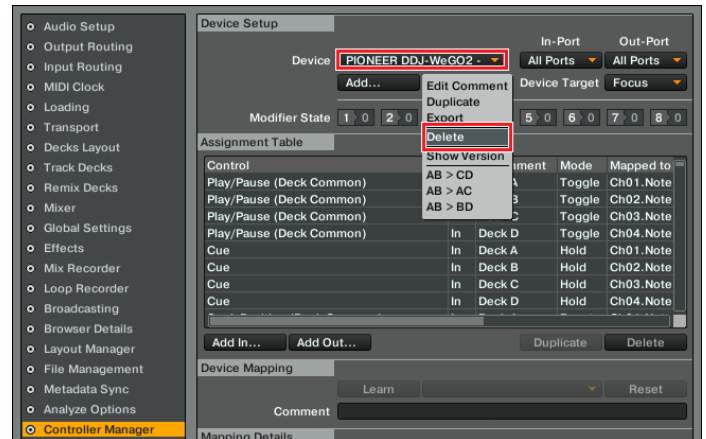 Audio Setup
Output Routing
Input Routing
MIDI Clock
Loading
Transport
Decks Layout
Track Decks
Remix Decks
Mixer
Global Settings
Effects
Mix Recorder
Loop Recorder
Broadcasting
Browser Details
Layout Manager
File Management
Metadata Sync
Analyze Options
Controller Manager
Device Setup
In-Port Out-Port
Device PIONEER DDJ-WeGO2 - All Ports All Ports
Add... Device Target Focus
Edit Comment
Duplicate
Export
Delete
Show Version
AB > CD
AB > AC
AB > BD
Modifier State 1 0 2 0 5 0 6 0 7 0 8 0
Assignment Table
Control Mode Mapped to
Play/Pause (Deck Common) Toggle Ch01.Note
Play/Pause (Deck Common) Toggle Ch02.Note
Play/Pause (Deck Common) Toggle Ch03.Note
Play/Pause (Deck Common) In Deck D Toggle Ch04.Note
Cue In Deck A Hold Ch01.Note
Cue In Deck B Hold Ch02.Note
Cue In Deck C Hold Ch03.Note
Cue In Deck D Hold Ch04.Note
Add In... Add Out... Duplicate Delete
Device Mapping
Learn Reset
Comment
Mapping Details